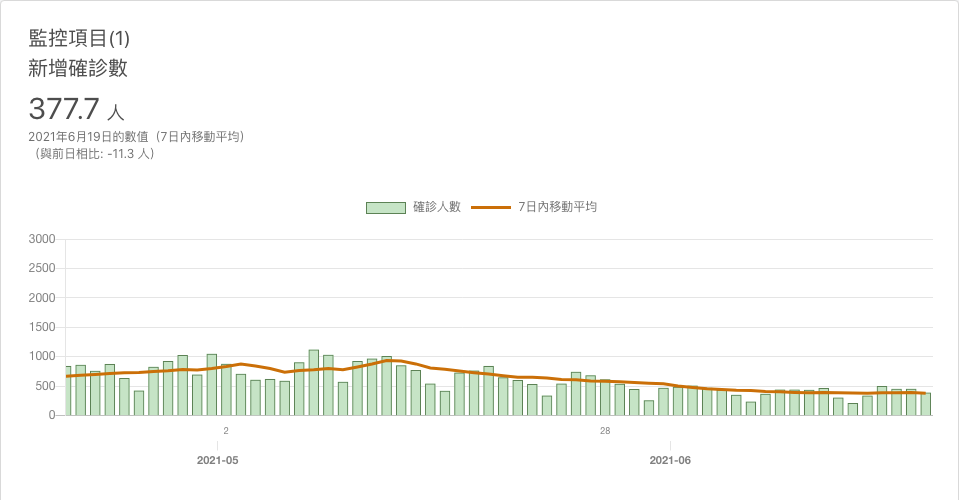 監控項目(1)
新增確診數
377.7 人
2021年6月19日的數值（7日內移動平均）
（與前日相比: -11.3 人）
確診人數 7日內移動平均
3000
2500
2000
1500
1000
500
0
2 28
2021-05 2021-06